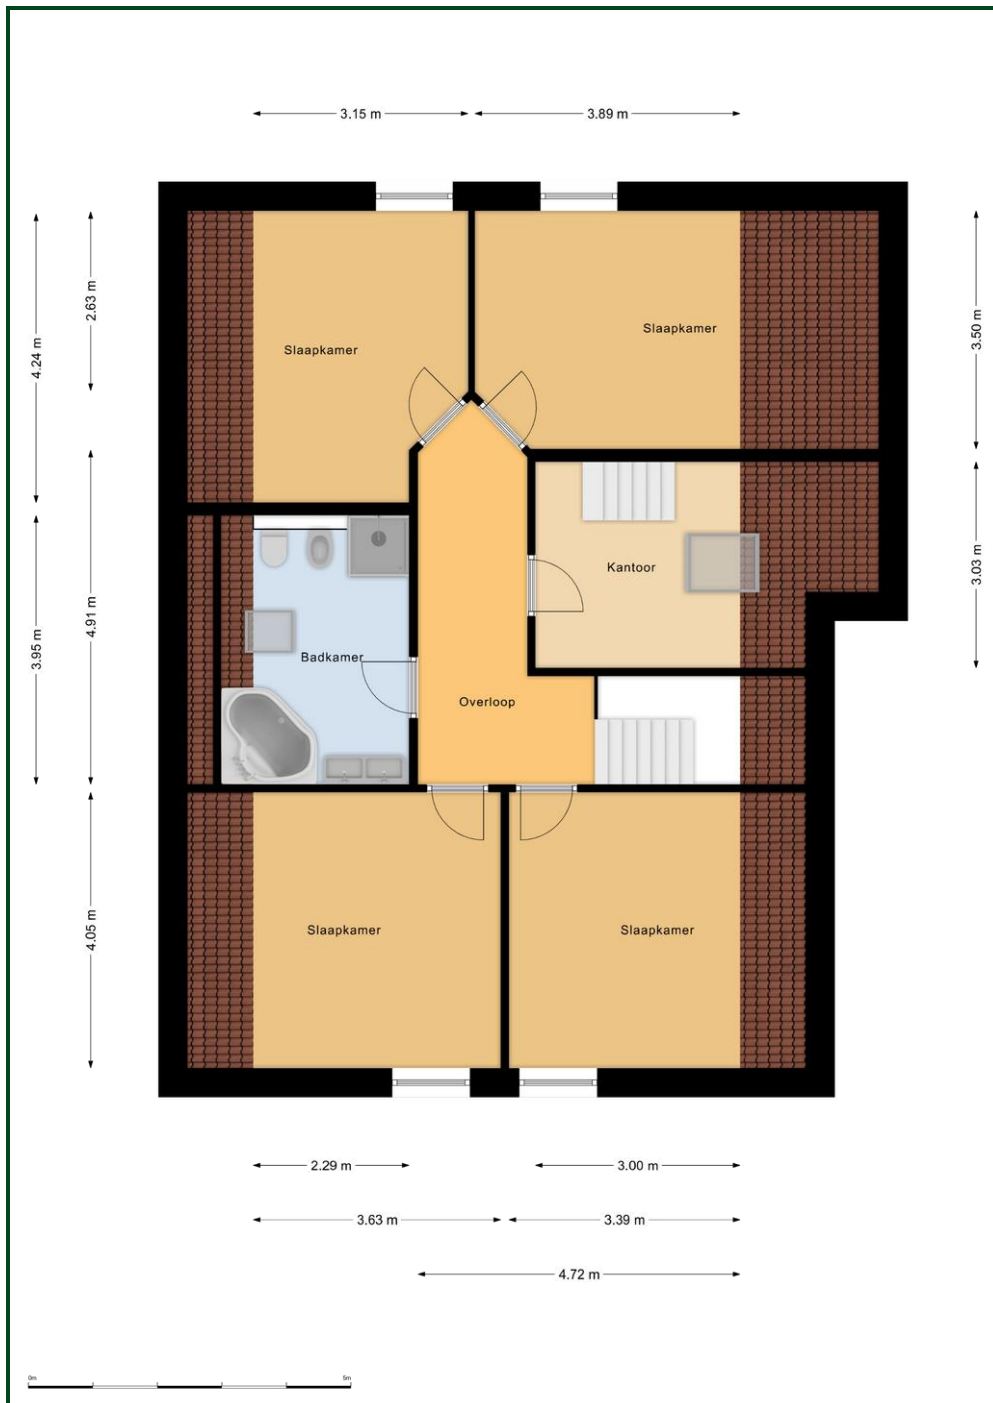 3.15 m
3.89 m
4.24 m
2.63 m
3.50 m
Slaapkamer
Slaapkamer
3.03 m
Kantoor
4.91 m
3.95 m
Badkamer
Overloop
4.05 m
Slaapkamer
Slaapkamer
2.29 m
3.00 m
3.63 m
3.39 m
4.72 m
0m
5m